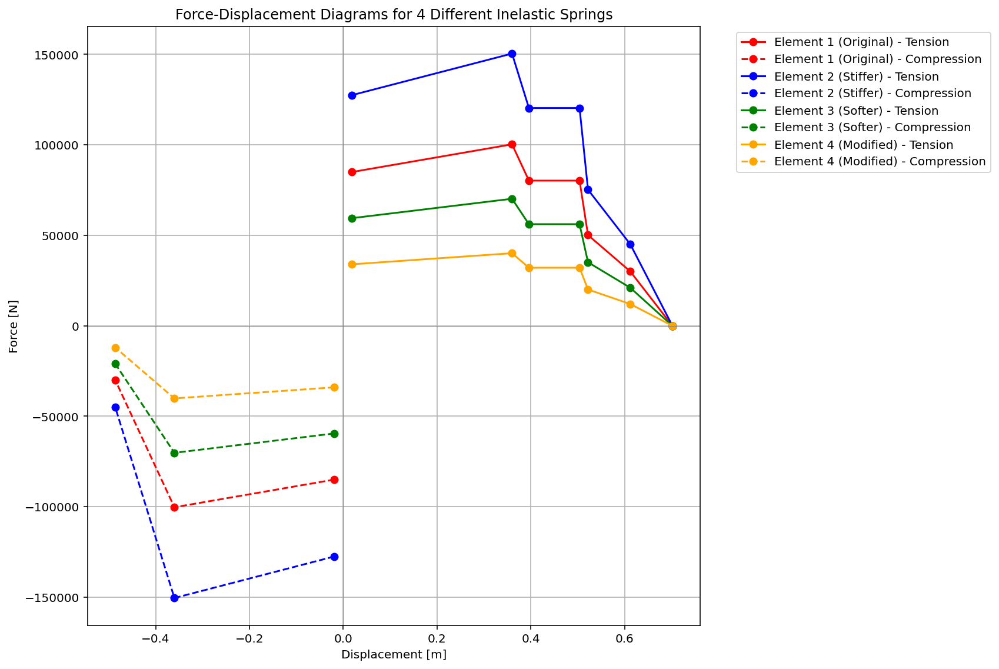 Force-Displacement Diagrams for 4 Different Inelastic Springs
Element 1 (Original) - Tension
Element 1 (Original) - Compression
Element 2 (Stiffer) - Tension
Element 2 (Stiffer) - Compression
Element 3 (Softer) - Tension
Element 3 (Softer) - Compression
Element 4 (Modified) - Tension
Element 4 (Modified) - Compression
Force [N]
150000
100000
50000
0
−50000
−100000
−150000
−0.4 −0.2 0.0 0.2 0.4 0.6
Displacement [m]